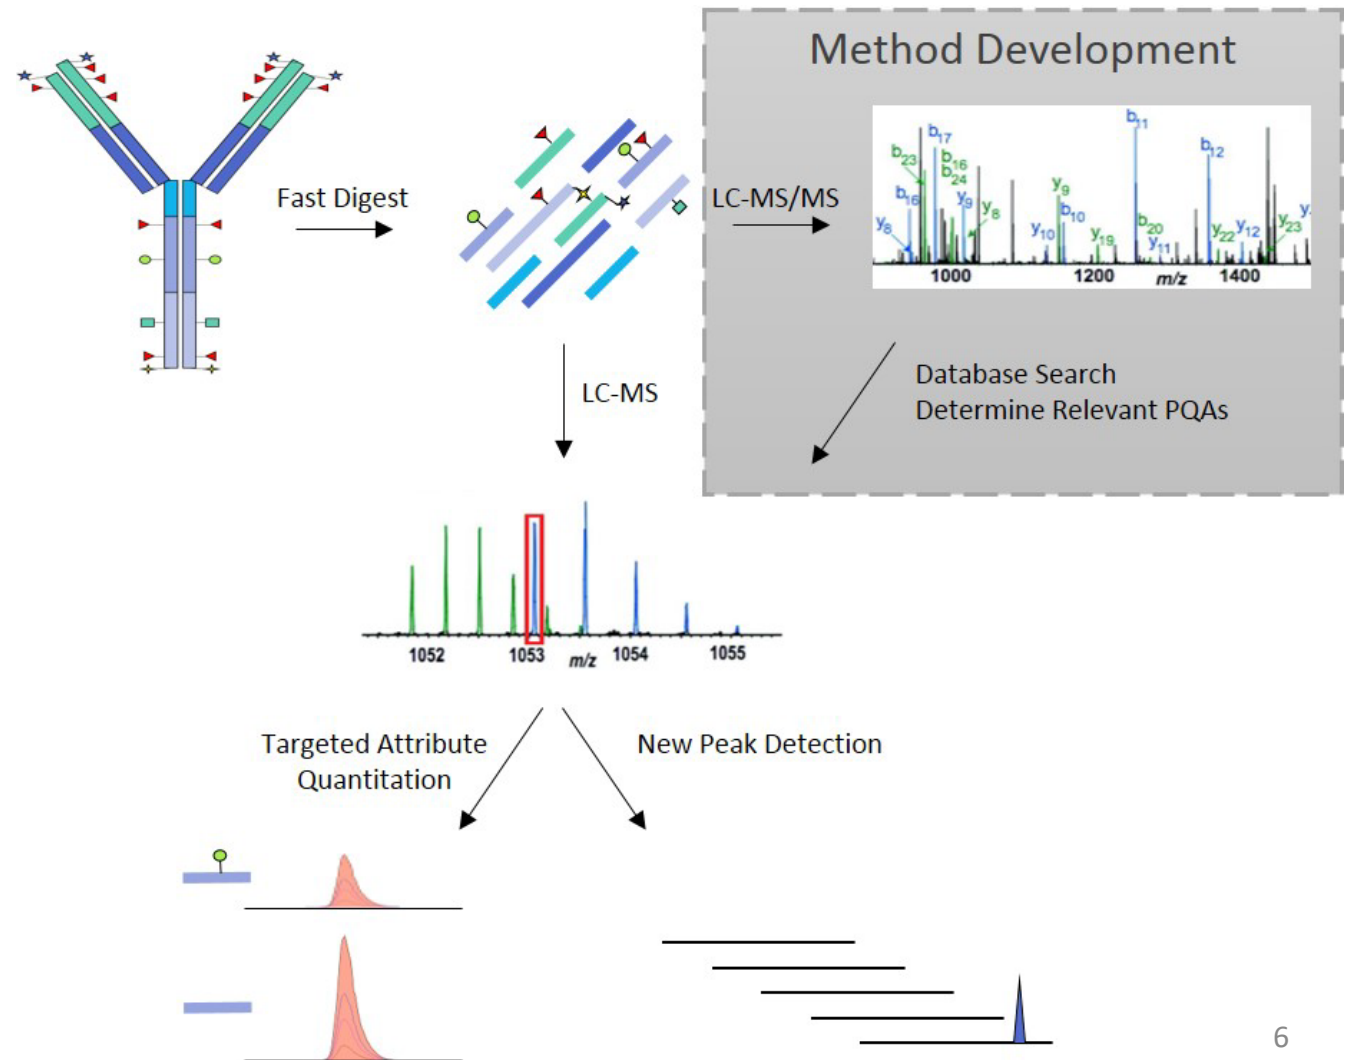 Method Development
Fast Digest
LC-MS/MS
b23
b17
b16
b24
b16
y8
y9
y8
y9
b10
y10
y19
b11
b20
y11
b12
y22
y12
y23
y.
1000
1200
m/z
1400
Database Search
Determine Relevant PQAs
LC-MS
1052
1053
m/z
1054
1055
Targeted Attribute
Quantitation
New Peak Detection
6